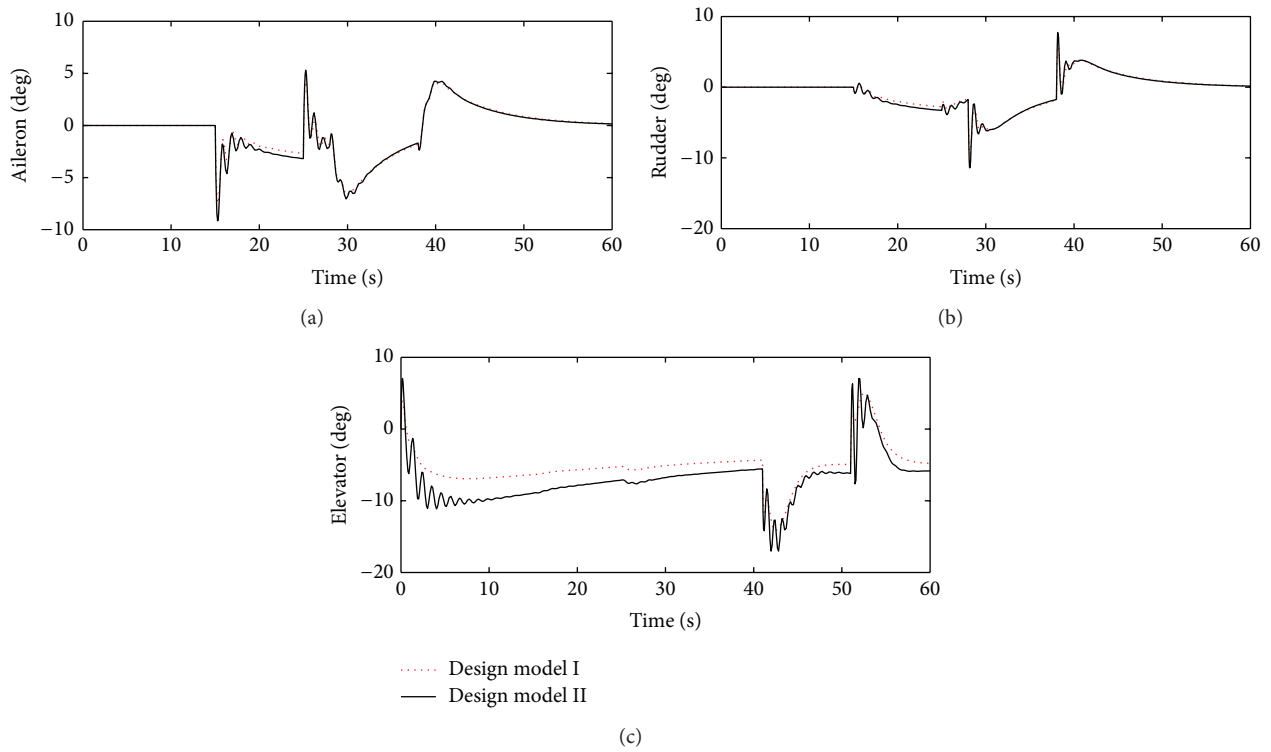 10
5
0
−5
−10
Aileron (deg)
0 10 20 30 40 50 60
Time (s)
(a)
10
0
−10
−20
Rudder (deg)
0 10 20 30 40 50 60
Time (s)
(b)
10
0
−10
−20
Elevator (deg)
0 10 20 30 40 50 60
Time (s)
Design model I
Design model II
(c)